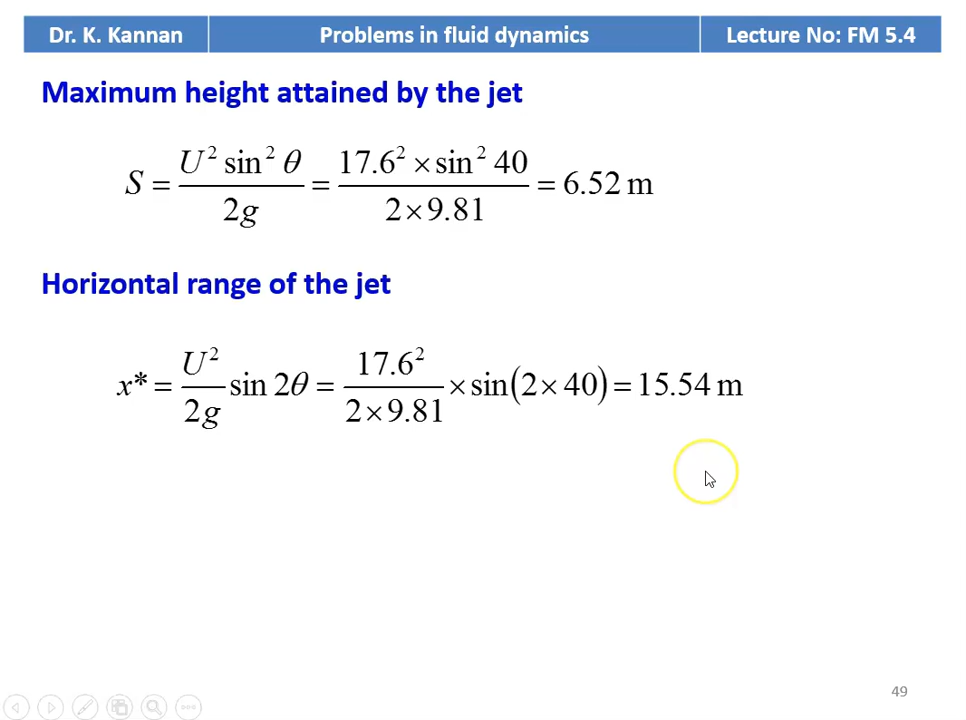 Dr. K. Kannan Problems in fluid dynamics Lecture No: FM 5.4
Maximum height attained by the jet
S = U² sin² θ / 2g = 17.6² × sin² 40 / 2 × 9.81 = 6.52 m
Horizontal range of the jet
x* = U² / 2g sin 2θ = 17.6² / 2 × 9.81 × sin(2 × 40) = 15.54 m
49